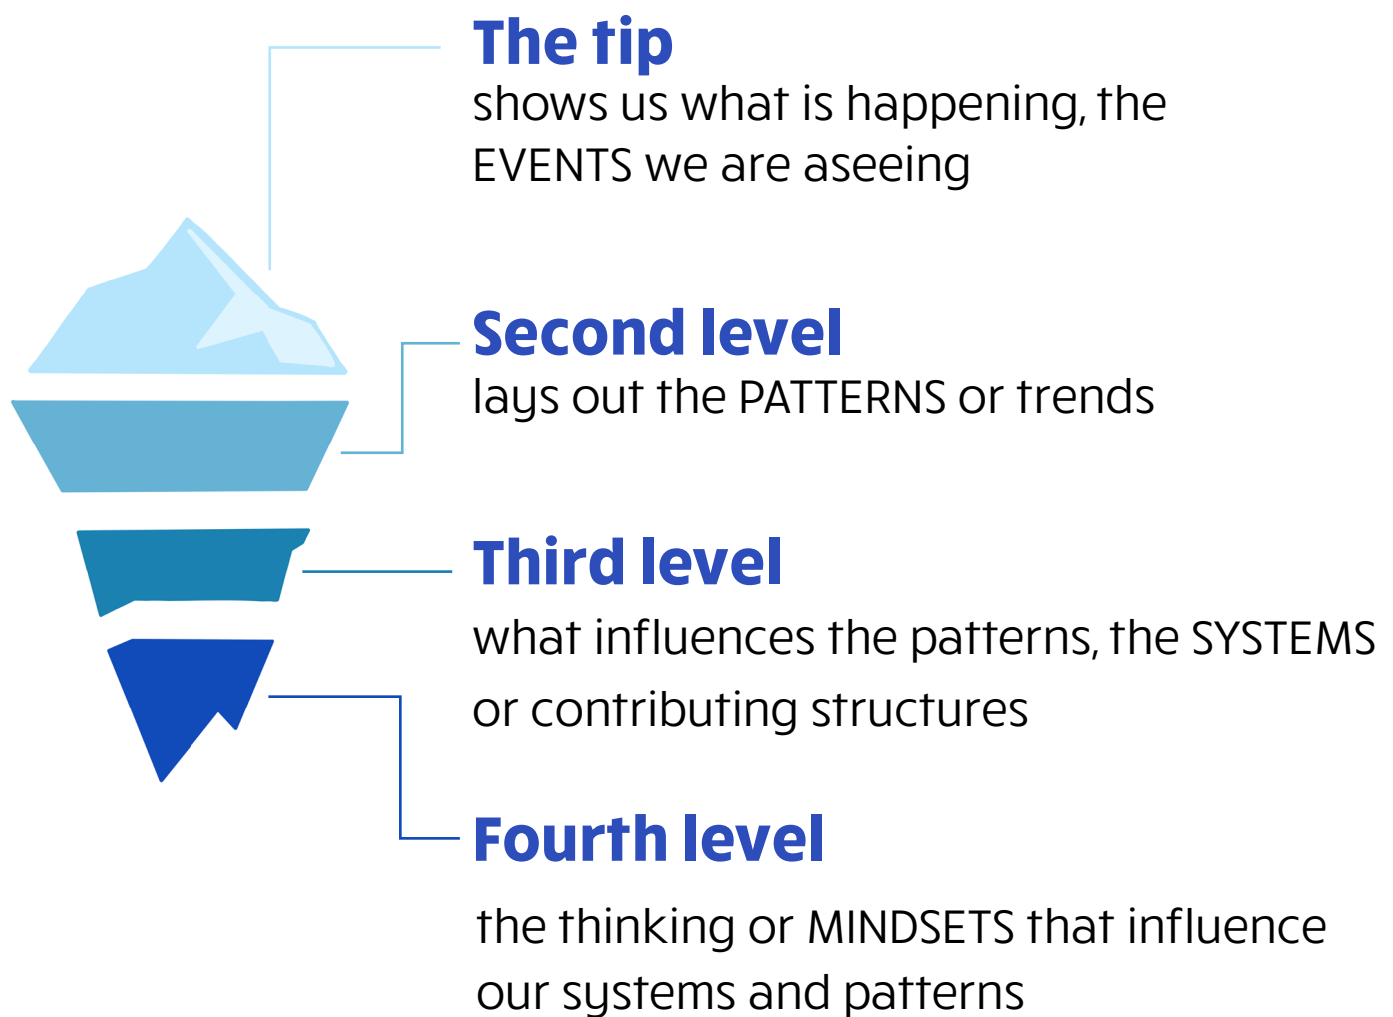 The tip
shows us what is happening, the
EVENTS we are aseeing
Second level
lays out the PATTERNS or trends
Third level
what influences the patterns, the SYSTEMS
or contributing structures
Fourth level
the thinking or MINDSETS that influence
our systems and patterns